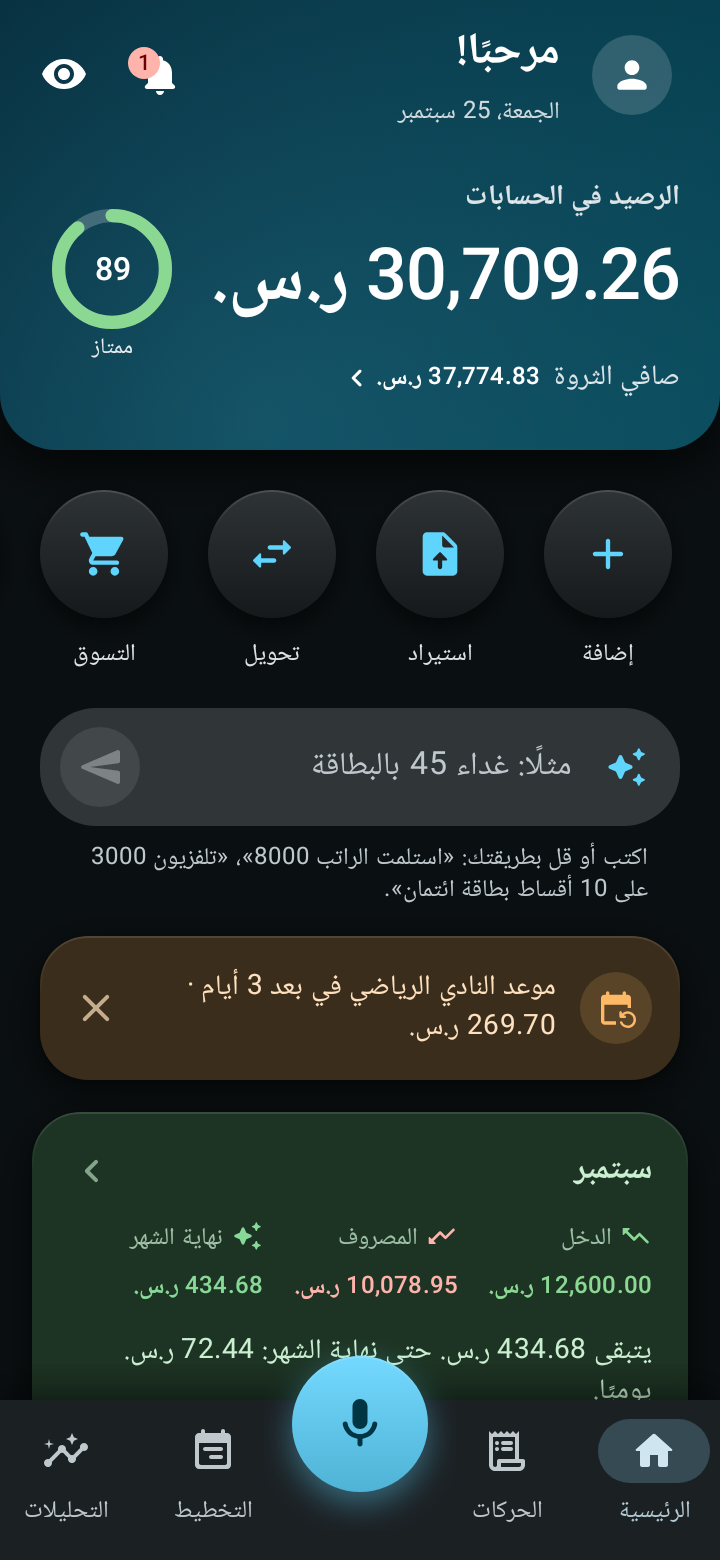 مرحبًا!
1
الجمعة، 25 سبتمبر
الرصيد في الحسابات
30,709.26 ر.س.
89
ممتاز
صافي الثروة 37,774.83 ر.س.
إضافة
استيراد
تحويل
التسوق
مثلًا: غداء 45 بالبطاقة
اكتب أو قل بطريقتك: «استلمت الراتب 8000»، «تلفزيون 3000
على 10 أقساط بطاقة ائتمان».
موعد النادي الرياضي في بعد 3 أيام ·
269.70 ر.س.
سبتمبر
الدخل
المصروف
نهاية الشهر
12,600.00 ر.س.
10,078.95 ر.س.
434.68 ر.س.
يتبقى 434.68 ر.س. حتى نهاية الشهر: 72.44 ر.س.
يوميًا.
الرئيسية
الحركات
التخطيط
التحليلات